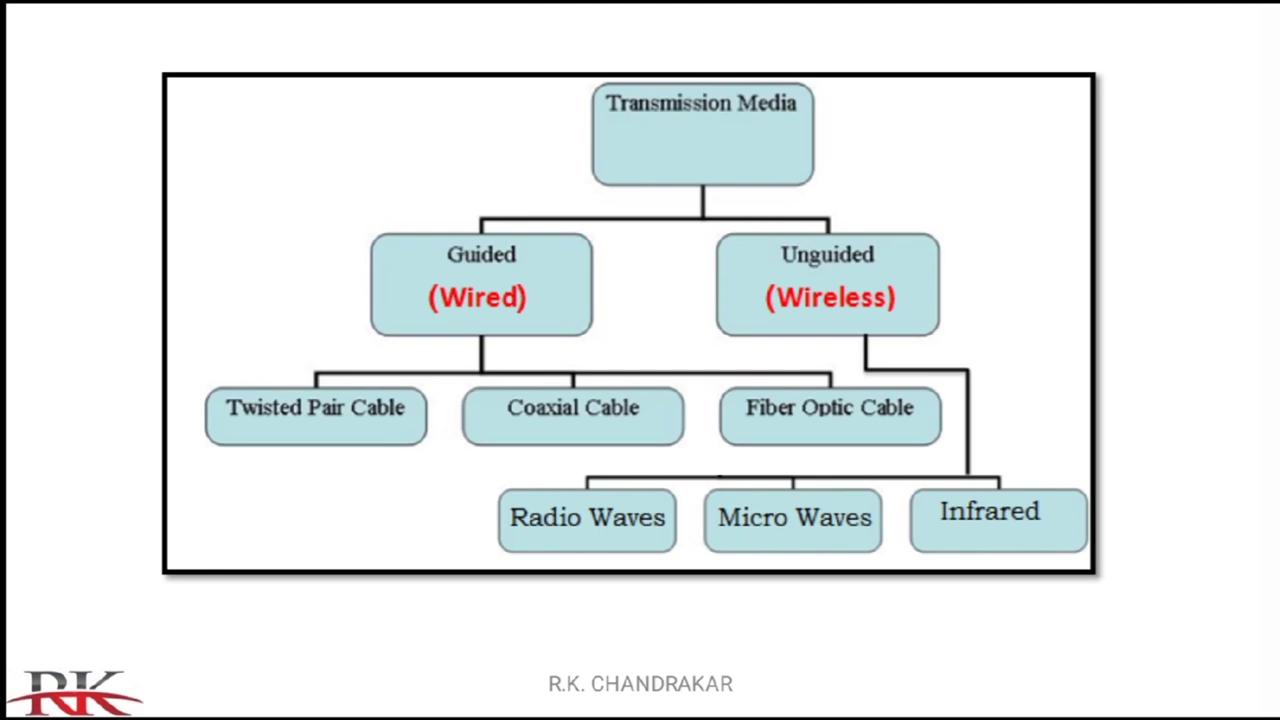 Transmission Media
Guided
(Wired)
Unguided
(Wireless)
Twisted Pair Cable
Coaxial Cable
Fiber Optic Cable
Radio Waves
Micro Waves
Infrared
RK
R.K. CHANDRAKAR